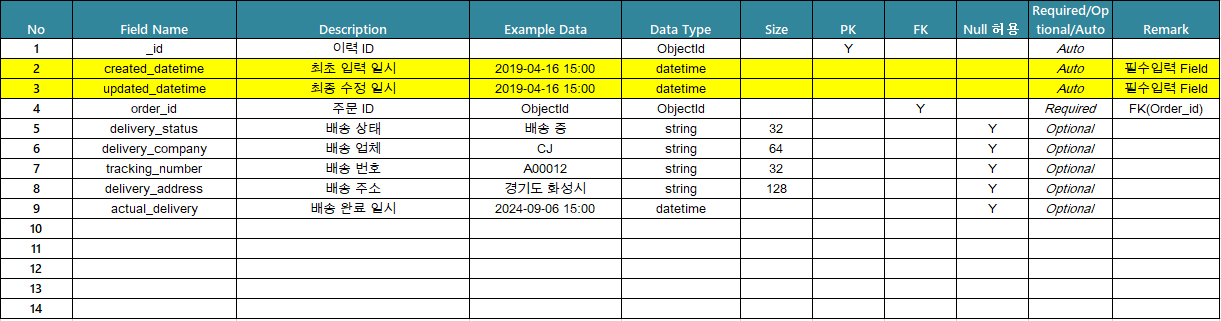 No Field Name Description Example Data Data Type Size PK FK Null 허용 Required/Op
tional/Auto Remark
1 _id 이력 ID ObjectId Y Auto
2 created_datetime 최초 입력 일시 2019-04-16 15:00 datetime Auto 필수입력 Field
3 updated_datetime 최종 수정 일시 2019-04-16 15:00 datetime Auto 필수입력 Field
4 order_id 주문 ID ObjectId ObjectId Y Required FK(Order_id)
5 delivery_status 배송 상태 배송 중 string 32 Y Optional
6 delivery_company 배송 업체 CJ string 64 Y Optional
7 tracking_number 배송 번호 A00012 string 32 Y Optional
8 delivery_address 배송 주소 경기도 화성시 string 128 Y Optional
9 actual_delivery 배송 완료 일시 2024-09-06 15:00 datetime Y Optional
10
11
12
13
14